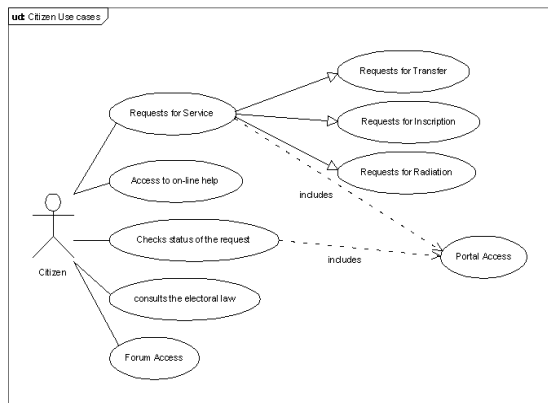 ud: Citizen Use cases
Requests for Transfer
Requests for Service
Requests for Inscription
Requests for Radiation
Access to on-line help
includes
Checks status of the request
includes
Portal Access
Citizen
consults the electoral law
Forum Access